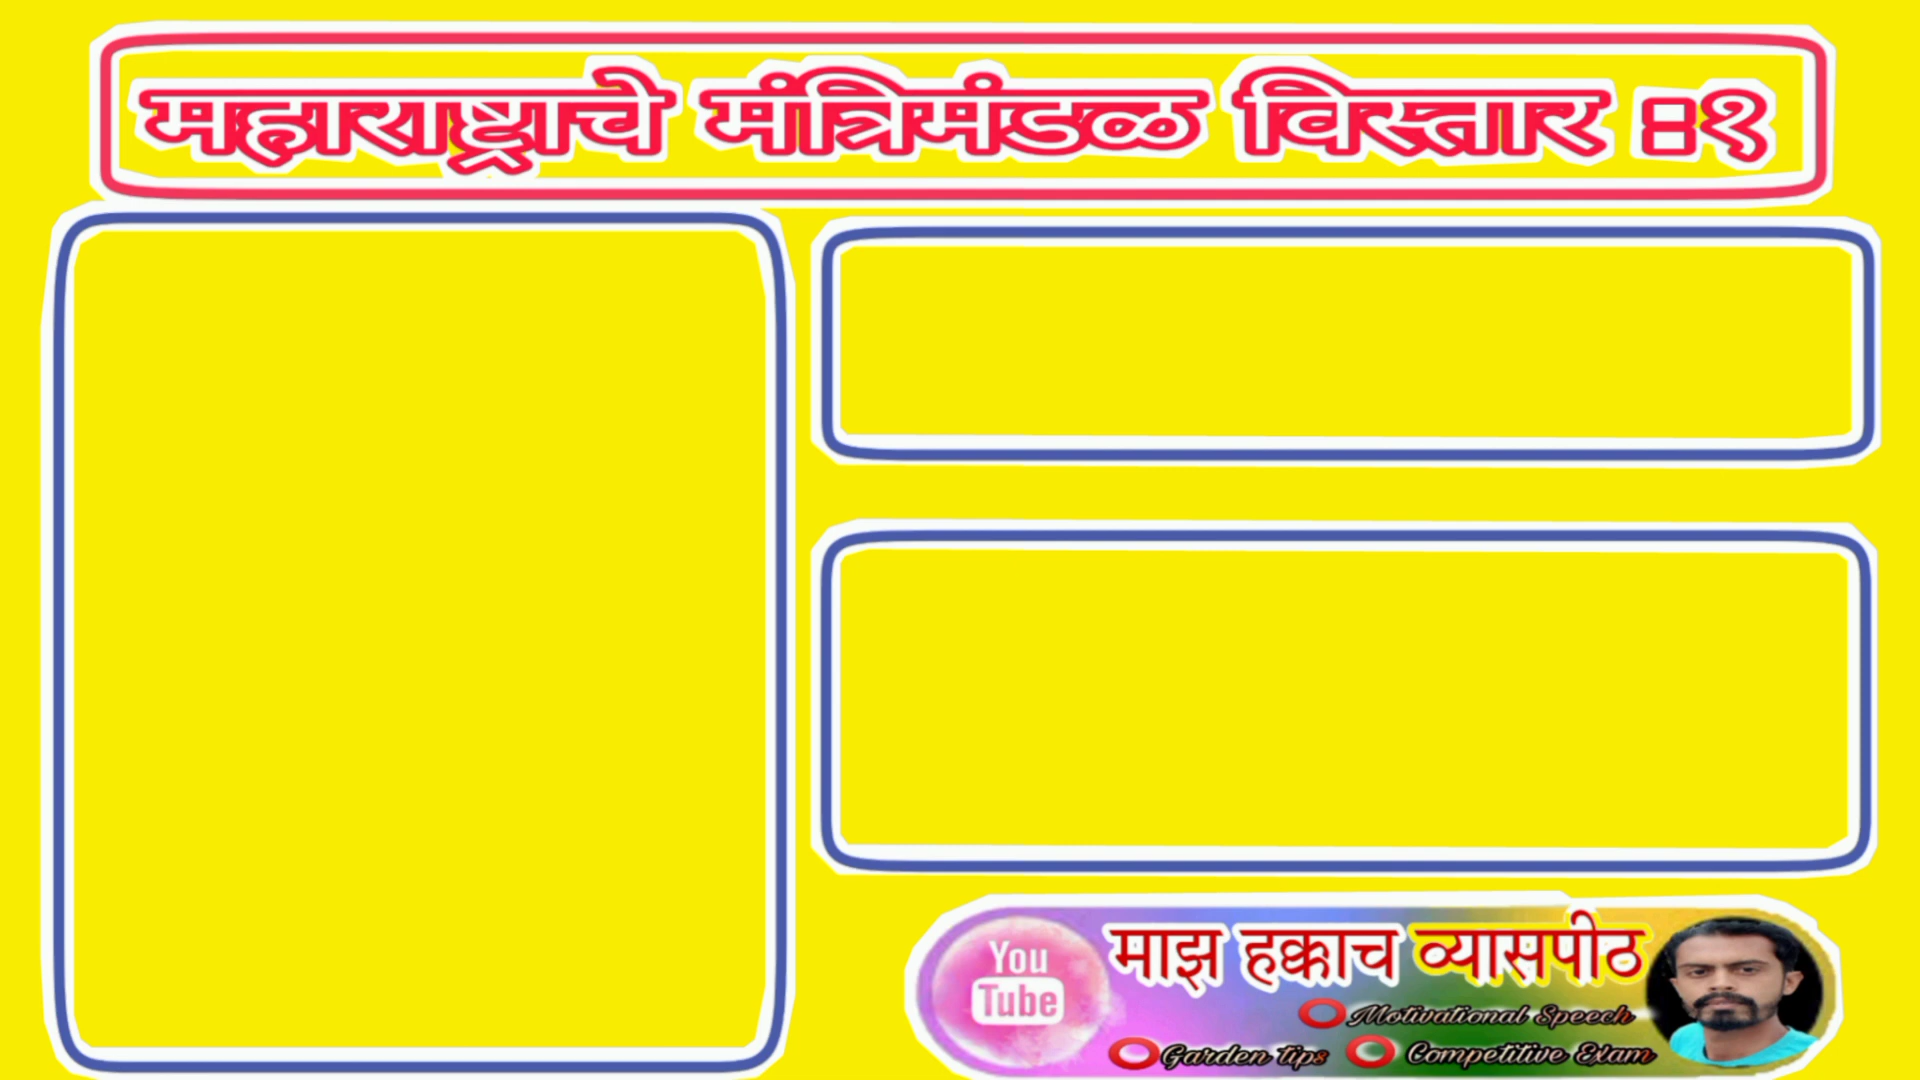 महाराष्ट्राचे मंत्रिमंडळ विस्तार :१
You
Tube
माझ हक्काच व्यासपीठ
Motivational Speech
Garden tips
Competitive Exam